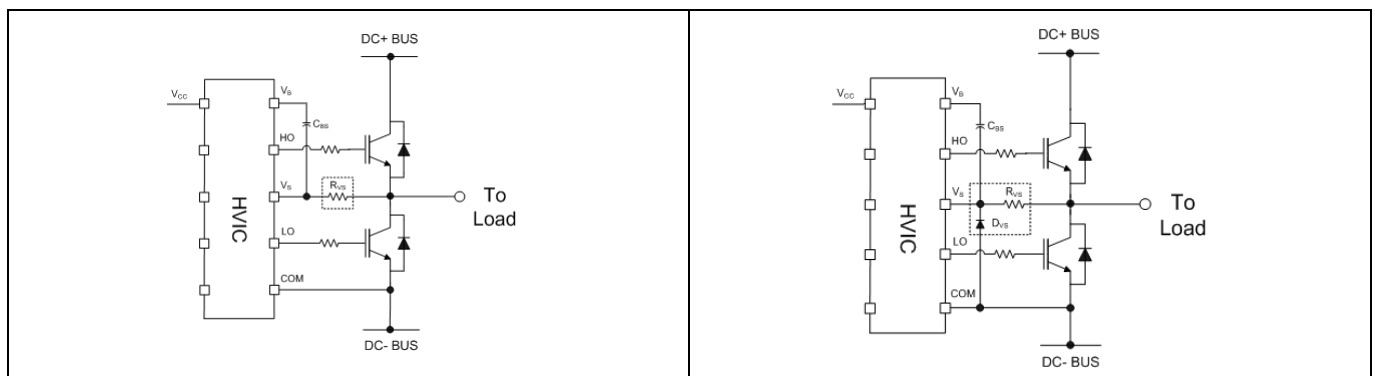 DC+ BUS
VCC
VB
CBS
HO
VS
RVS
To
Load
HVIC
LO
COM
DC- BUS
DC+ BUS
VCC
VB
CBS
HO
VS
RVS
To
Load
HVIC
DVS
LO
COM
DC- BUS